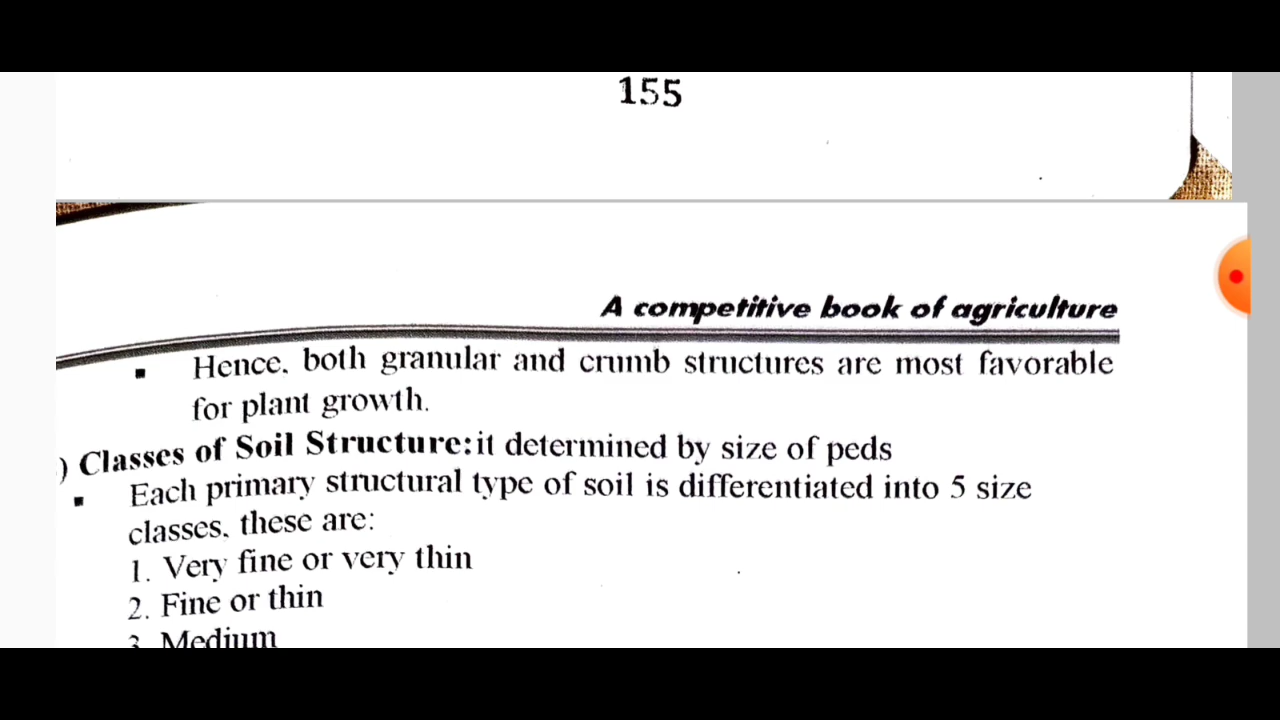 155
A competitive book of agriculture
▪ Hence, both granular and crumb structures are most favorable
for plant growth.
) Classes of Soil Structure:it determined by size of peds
▪ Each primary structural type of soil is differentiated into 5 size
classes, these are:
1. Very fine or very thin
2. Fine or thin
3. Medium